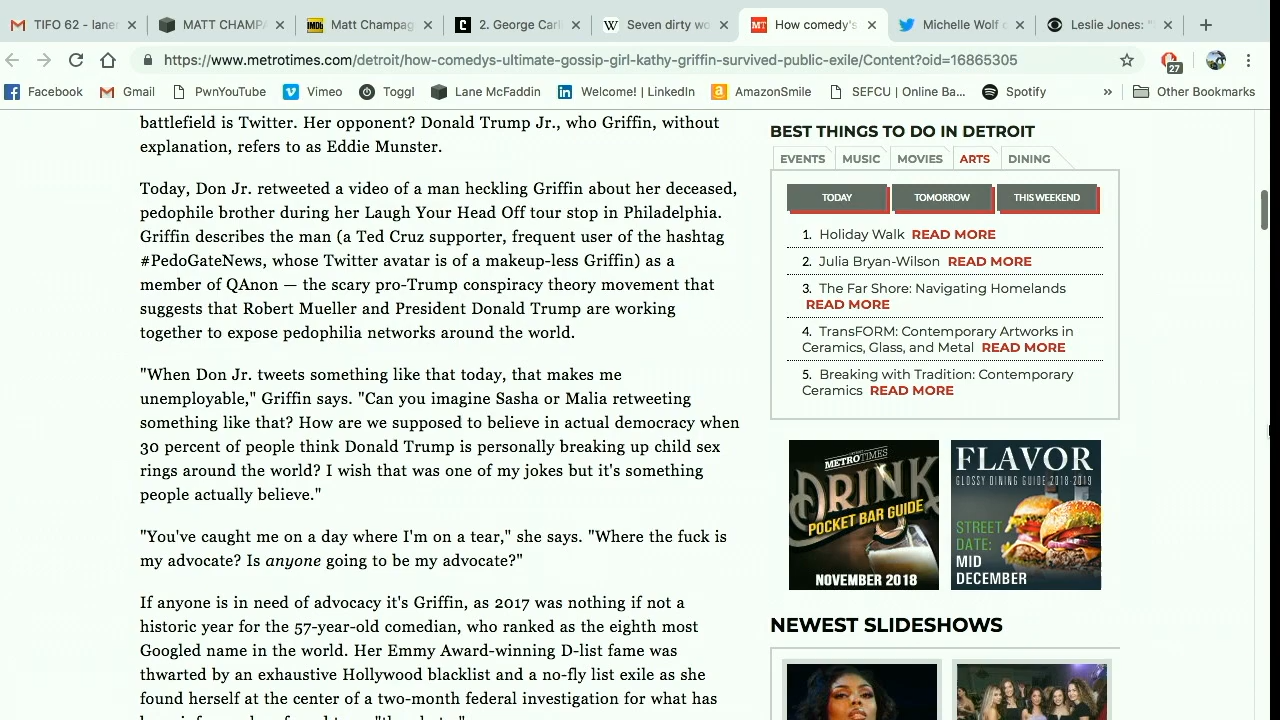 TIFO 62 - laner
MATT CHAMPA
Matt Champag
2. George Carl
Seven dirty wo
How comedy's
Michelle Wolf o
Leslie Jones: "I
https://www.metrotimes.com/detroit/how-comedys-ultimate-gossip-girl-kathy-griffin-survived-public-exile/Content?oid=16865305
27
Facebook
Gmail
PwnYouTube
Vimeo
Toggl
Lane McFaddin
Welcome! | LinkedIn
AmazonSmile
SEFCU | Online Ba...
Spotify
»
Other Bookmarks
battlefield is Twitter. Her opponent? Donald Trump Jr., who Griffin, without
explanation, refers to as Eddie Munster.
Today, Don Jr. retweeted a video of a man heckling Griffin about her deceased,
pedophile brother during her Laugh Your Head Off tour stop in Philadelphia.
Griffin describes the man (a Ted Cruz supporter, frequent user of the hashtag
#PedoGateNews, whose Twitter avatar is of a makeup-less Griffin) as a
member of QAnon — the scary pro-Trump conspiracy theory movement that
suggests that Robert Mueller and President Donald Trump are working
together to expose pedophilia networks around the world.
"When Don Jr. tweets something like that today, that makes me
unemployable," Griffin says. "Can you imagine Sasha or Malia retweeting
something like that? How are we supposed to believe in actual democracy when
30 percent of people think Donald Trump is personally breaking up child sex
rings around the world? I wish that was one of my jokes but it's something
people actually believe."
"You've caught me on a day where I'm on a tear," she says. "Where the fuck is
my advocate? Is anyone going to be my advocate?"
If anyone is in need of advocacy it's Griffin, as 2017 was nothing if not a
historic year for the 57-year-old comedian, who ranked as the eighth most
Googled name in the world. Her Emmy Award-winning D-list fame was
thwarted by an exhaustive Hollywood blacklist and a no-fly list exile as she
found herself at the center of a two-month federal investigation for what has
BEST THINGS TO DO IN DETROIT
EVENTS
MUSIC
MOVIES
ARTS
DINING
TODAY
TOMORROW
THIS WEEKEND
1. Holiday Walk READ MORE
2. Julia Bryan-Wilson READ MORE
3. The Far Shore: Navigating Homelands
READ MORE
4. TransFORM: Contemporary Artworks in
Ceramics, Glass, and Metal READ MORE
5. Breaking with Tradition: Contemporary
Ceramics READ MORE
METROTIMES
DRINK
POCKET BAR GUIDE
NOVEMBER 2018
FLAVOR
GLOSSY DINING GUIDE 2018-2019
STREET
DATE:
MID
DECEMBER
NEWEST SLIDESHOWS